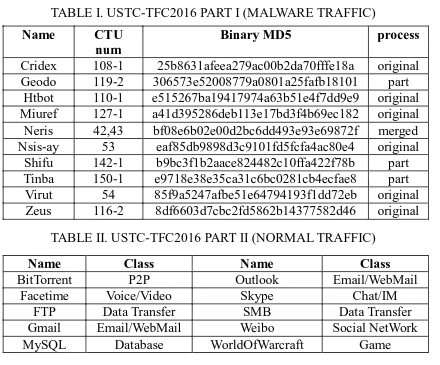 TABLE I. USTC-TFC2016 PART I (MALWARE TRAFFIC)
Name CTU num Binary MD5 process
Cridex 108-1 25b8631afeea279ac00b2da70fffe18a original
Geodo 119-2 306573e52008779a0801a25fafb18101 part
Htbot 110-1 e515267ba19417974a63b51e4f7dd9e9 original
Miuref 127-1 a41d395286deb113e17bd3f4b69ec182 original
Neris 42,43 bf08e6b02e00d2bc6dd493e93e69872f merged
Nsis-ay 53 eaf85db9898d3c9101fd5fcfa4ac80e4 original
Shifu 142-1 b9bc3f1b2aace824482c10ffa422f78b part
Tinba 150-1 e9718e38e35ca31c6bc0281cb4ecfae8 part
Virut 54 85f9a5247afbe51e64794193f1dd72eb original
Zeus 116-2 8df6603d7cbc2fd5862b14377582d46 original
TABLE II. USTC-TFC2016 PART II (NORMAL TRAFFIC)
Name Class Name Class
BitTorrent P2P Outlook Email/WebMail
Facetime Voice/Video Skype Chat/IM
FTP Data Transfer SMB Data Transfer
Gmail Email/WebMail Weibo Social NetWork
MySQL Database WorldOfWarcraft Game